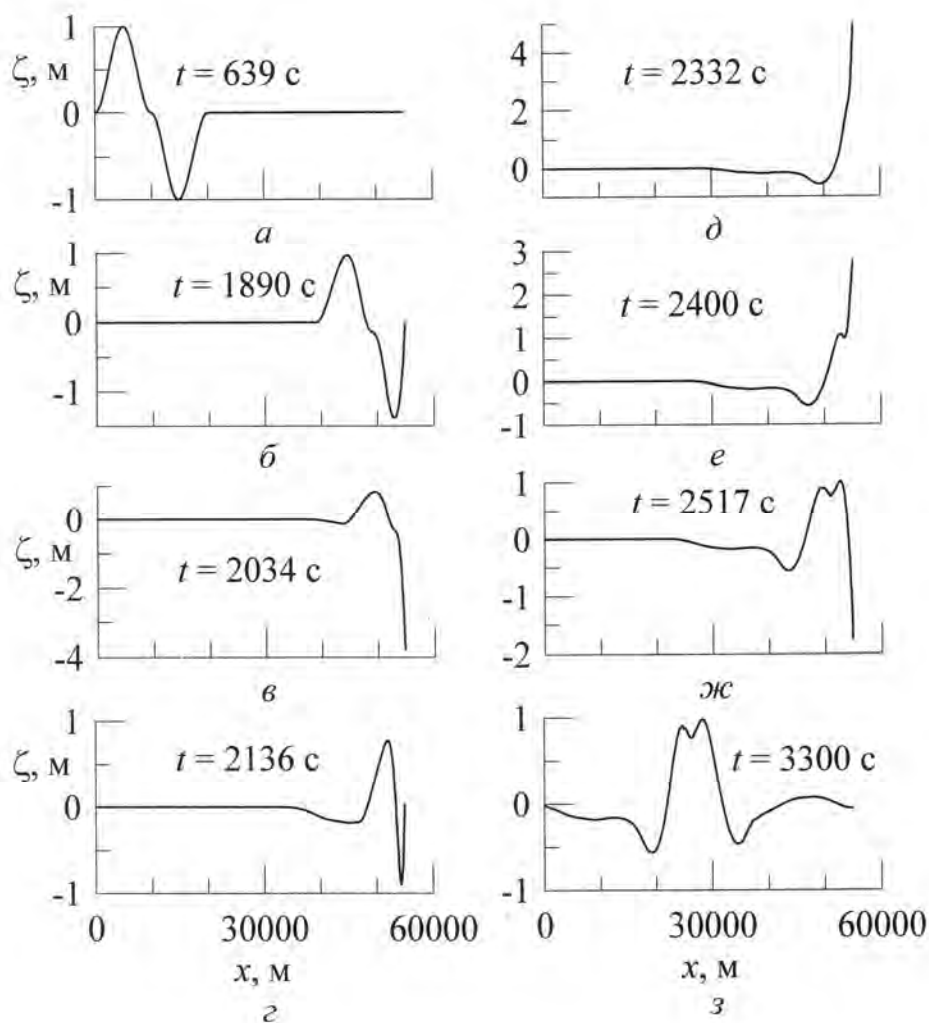 1
ζ, м
t = 639 с
0
-1
а
1
t = 1890 с
ζ, м
0
-1
б
0
ζ, м
-2
t = 2034 с
-4
в
1
ζ, м
t = 2136 с
0
-1
0 30000 60000
x, м
г
4
t = 2332 с
2
0
д
3
2
t = 2400 с
1
0
-1
е
1
t = 2517 с
0
-1
-2
ж
1
t = 3300 с
0
-1
0 30000 60000
x, м
з